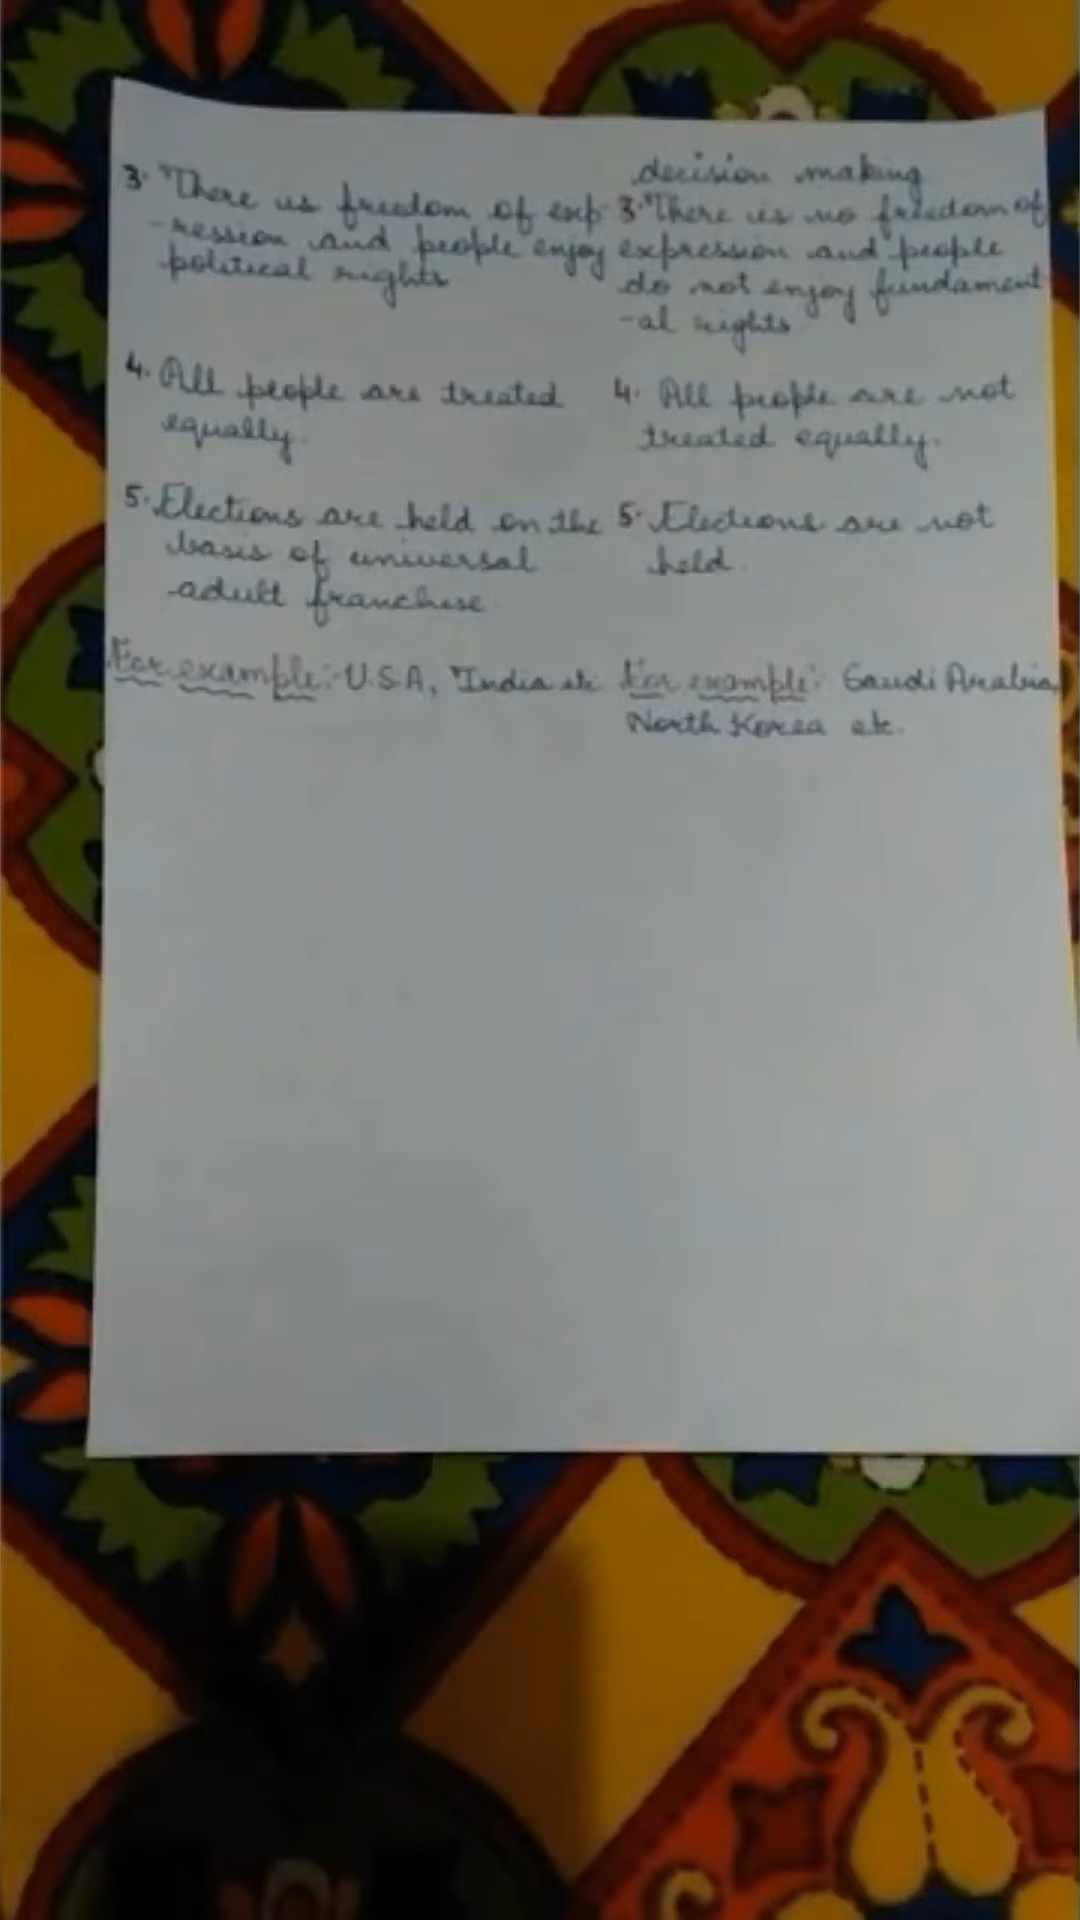 decision making
3. There is freedom of exp
-ression and people enjoy
political rights
3. There is no freedom of
expression and people
do not enjoy fundament
-al rights
4. All people are treated
equally.
4. All people are not
treated equally.
5. Elections are held on the
basis of universal
adult franchise.
5. Elections are not
held.
For example:- U.S.A, India etc
For example:- Saudi Arabia,
North Korea etc.